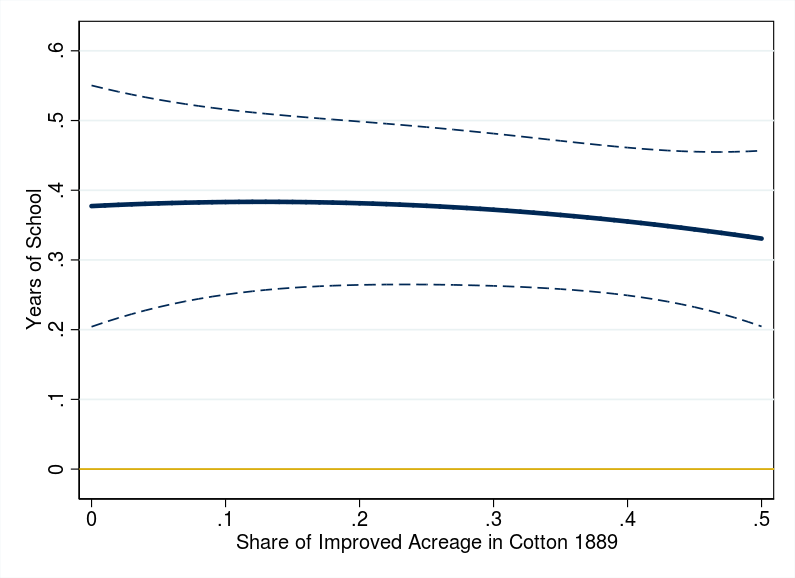 .6
.5
.4
.3
.2
.1
0
Years of School
0 .1 .2 .3 .4 .5
Share of Improved Acreage in Cotton 1889